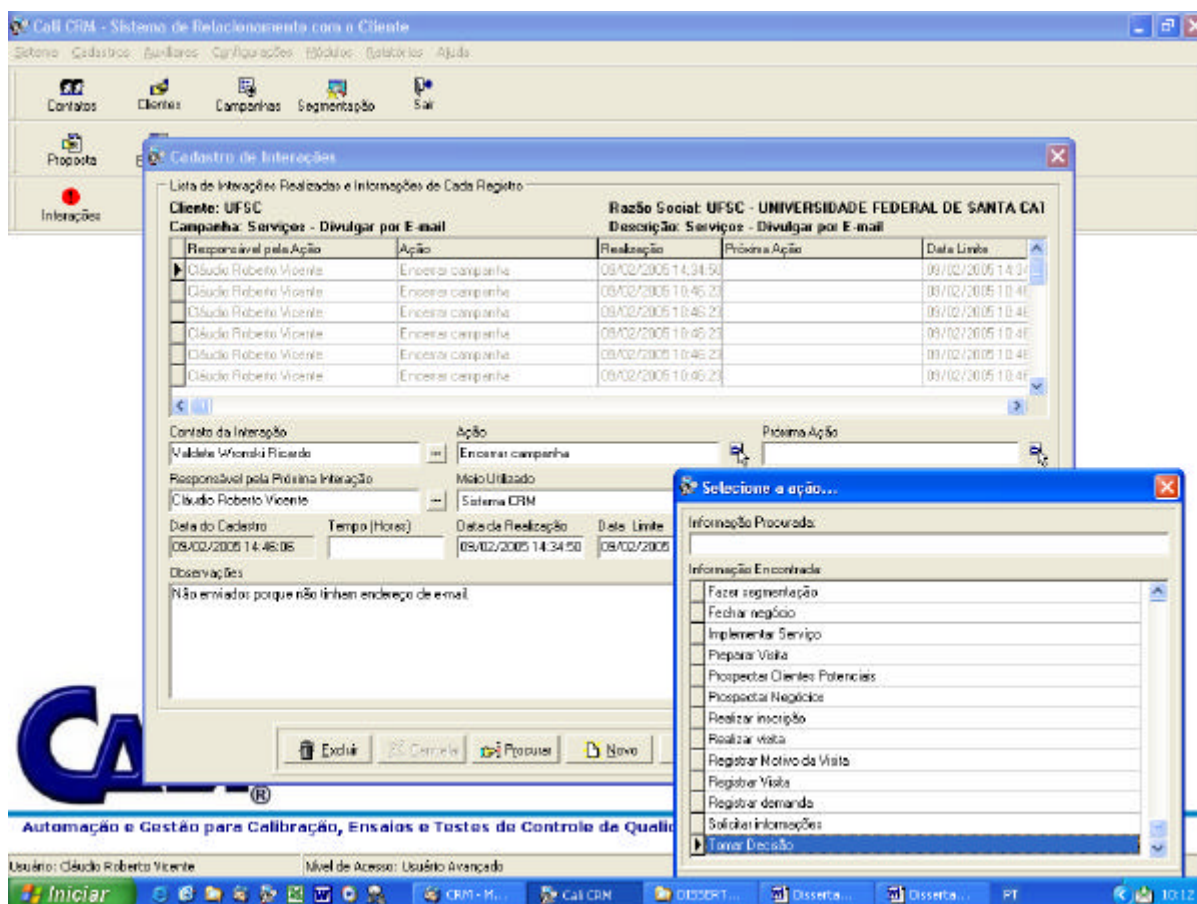 Cali CRM - Sistema de Relacionamento com o Cliente
Sistema Cadastros Auxiliares Configurações Módulos Relatórios Ajuda
Contatos Clientes Campanhas Segmentação Sair
Proposta
Interações
Cadastro de Interações
Lista de Interações Realizadas e Informações de Cada Registro
Cliente: UFSC Razão Social: UFSC - UNIVERSIDADE FEDERAL DE SANTA CAT
Campanha: Serviços - Divulgar por E-mail Descrição: Serviços - Divulgar por E-mail
Responsável pela Ação Ação Realização Próxima Ação Data Limite
Cláudio Roberto Vicente Encerrar campanha 09/02/2005 14:34:50 09/02/2005 14:34
Cláudio Roberto Vicente Encerrar campanha 09/02/2005 10:46:23 09/02/2005 10:46
Cláudio Roberto Vicente Encerrar campanha 09/02/2005 10:46:23 09/02/2005 10:46
Cláudio Roberto Vicente Encerrar campanha 09/02/2005 10:46:23 09/02/2005 10:46
Cláudio Roberto Vicente Encerrar campanha 09/02/2005 10:46:23 09/02/2005 10:46
Cláudio Roberto Vicente Encerrar campanha 09/02/2005 10:46:23 09/02/2005 10:46
Contato da Interação Ação Próxima Ação
Valdete Wronski Ricardo Encerrar campanha
Responsável pela Próxima Interação Meio Utilizado
Cláudio Roberto Vicente Sistema CRM
Data do Cadastro Tempo (Horas) Data da Realização Data Limite
09/02/2005 14:46:06 09/02/2005 14:34:50 09/02/2005
Observações
Não enviados porque não tinham endereço de e-mail.
Excluir Cancela Procurar Novo
Selecione a ação...
Informação Procurada:
Informação Encontrada:
Fazer segmentação
Fechar negócio
Implementar Serviço
Preparar Visita
Prospectar Clientes Potenciais
Prospectar Negócios
Realizar inscrição
Realizar visita
Registrar Motivo da Visita
Registrar Visita
Registrar demanda
Solicitar informações
Tomar Decisão
®
Automação e Gestão para Calibração, Ensaios e Testes de Controle da Qualid
Usuário: Cláudio Roberto Vicente Nível de Acesso: Usuário Avançado
Iniciar CRM - M... Cali CRM DISSERT... Disserta... Disserta... PT 10:12